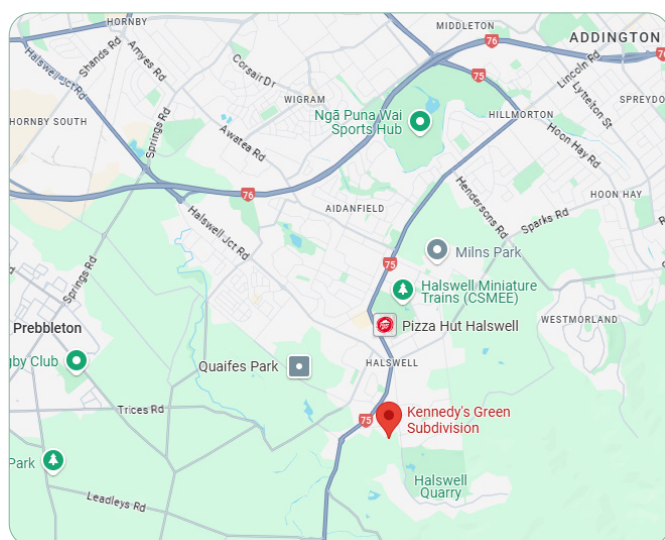 HORNBY
MIDDLETON
ADDINGTON
76
76
75
Shands Rd
Amyes Rd
Halswell Jct Rd
Corsair Dr
Lincoln Rd
Lyttelton St
SPREYDO
WIGRAM
Ngā Puna Wai
Sports Hub
HILLMORTON
HORNBY SOUTH
Springs Rd
Awatea Rd
Hoon Hay Rd
76
AIDANFIELD
Hendersons Rd
HOON HAY
Halswell Jct Rd
Sparks Rd
75
Milns Park
Springs Rd
Halswell Miniature
Trains (CSMEE)
Prebbleton
Pizza Hut Halswell
WESTMORLAND
gby Club
Quaifes Park
HALSWELL
Trices Rd
75
Kennedy's Green
Subdivision
Park
Halswell
Quarry
Leadleys Rd